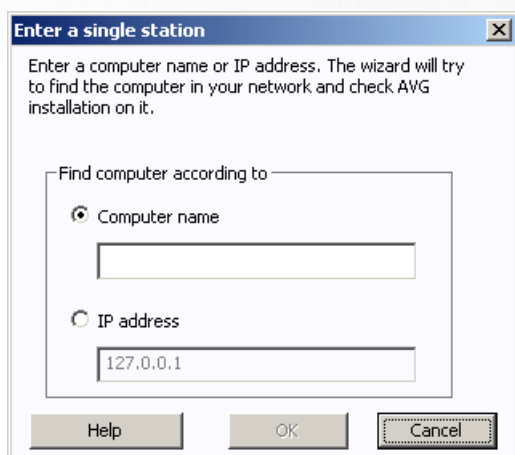 Enter a single station
Enter a computer name or IP address. The wizard will try
to find the computer in your network and check AVG
installation on it.
Find computer according to
Computer name
IP address
127.0.0.1
Help
OK
Cancel